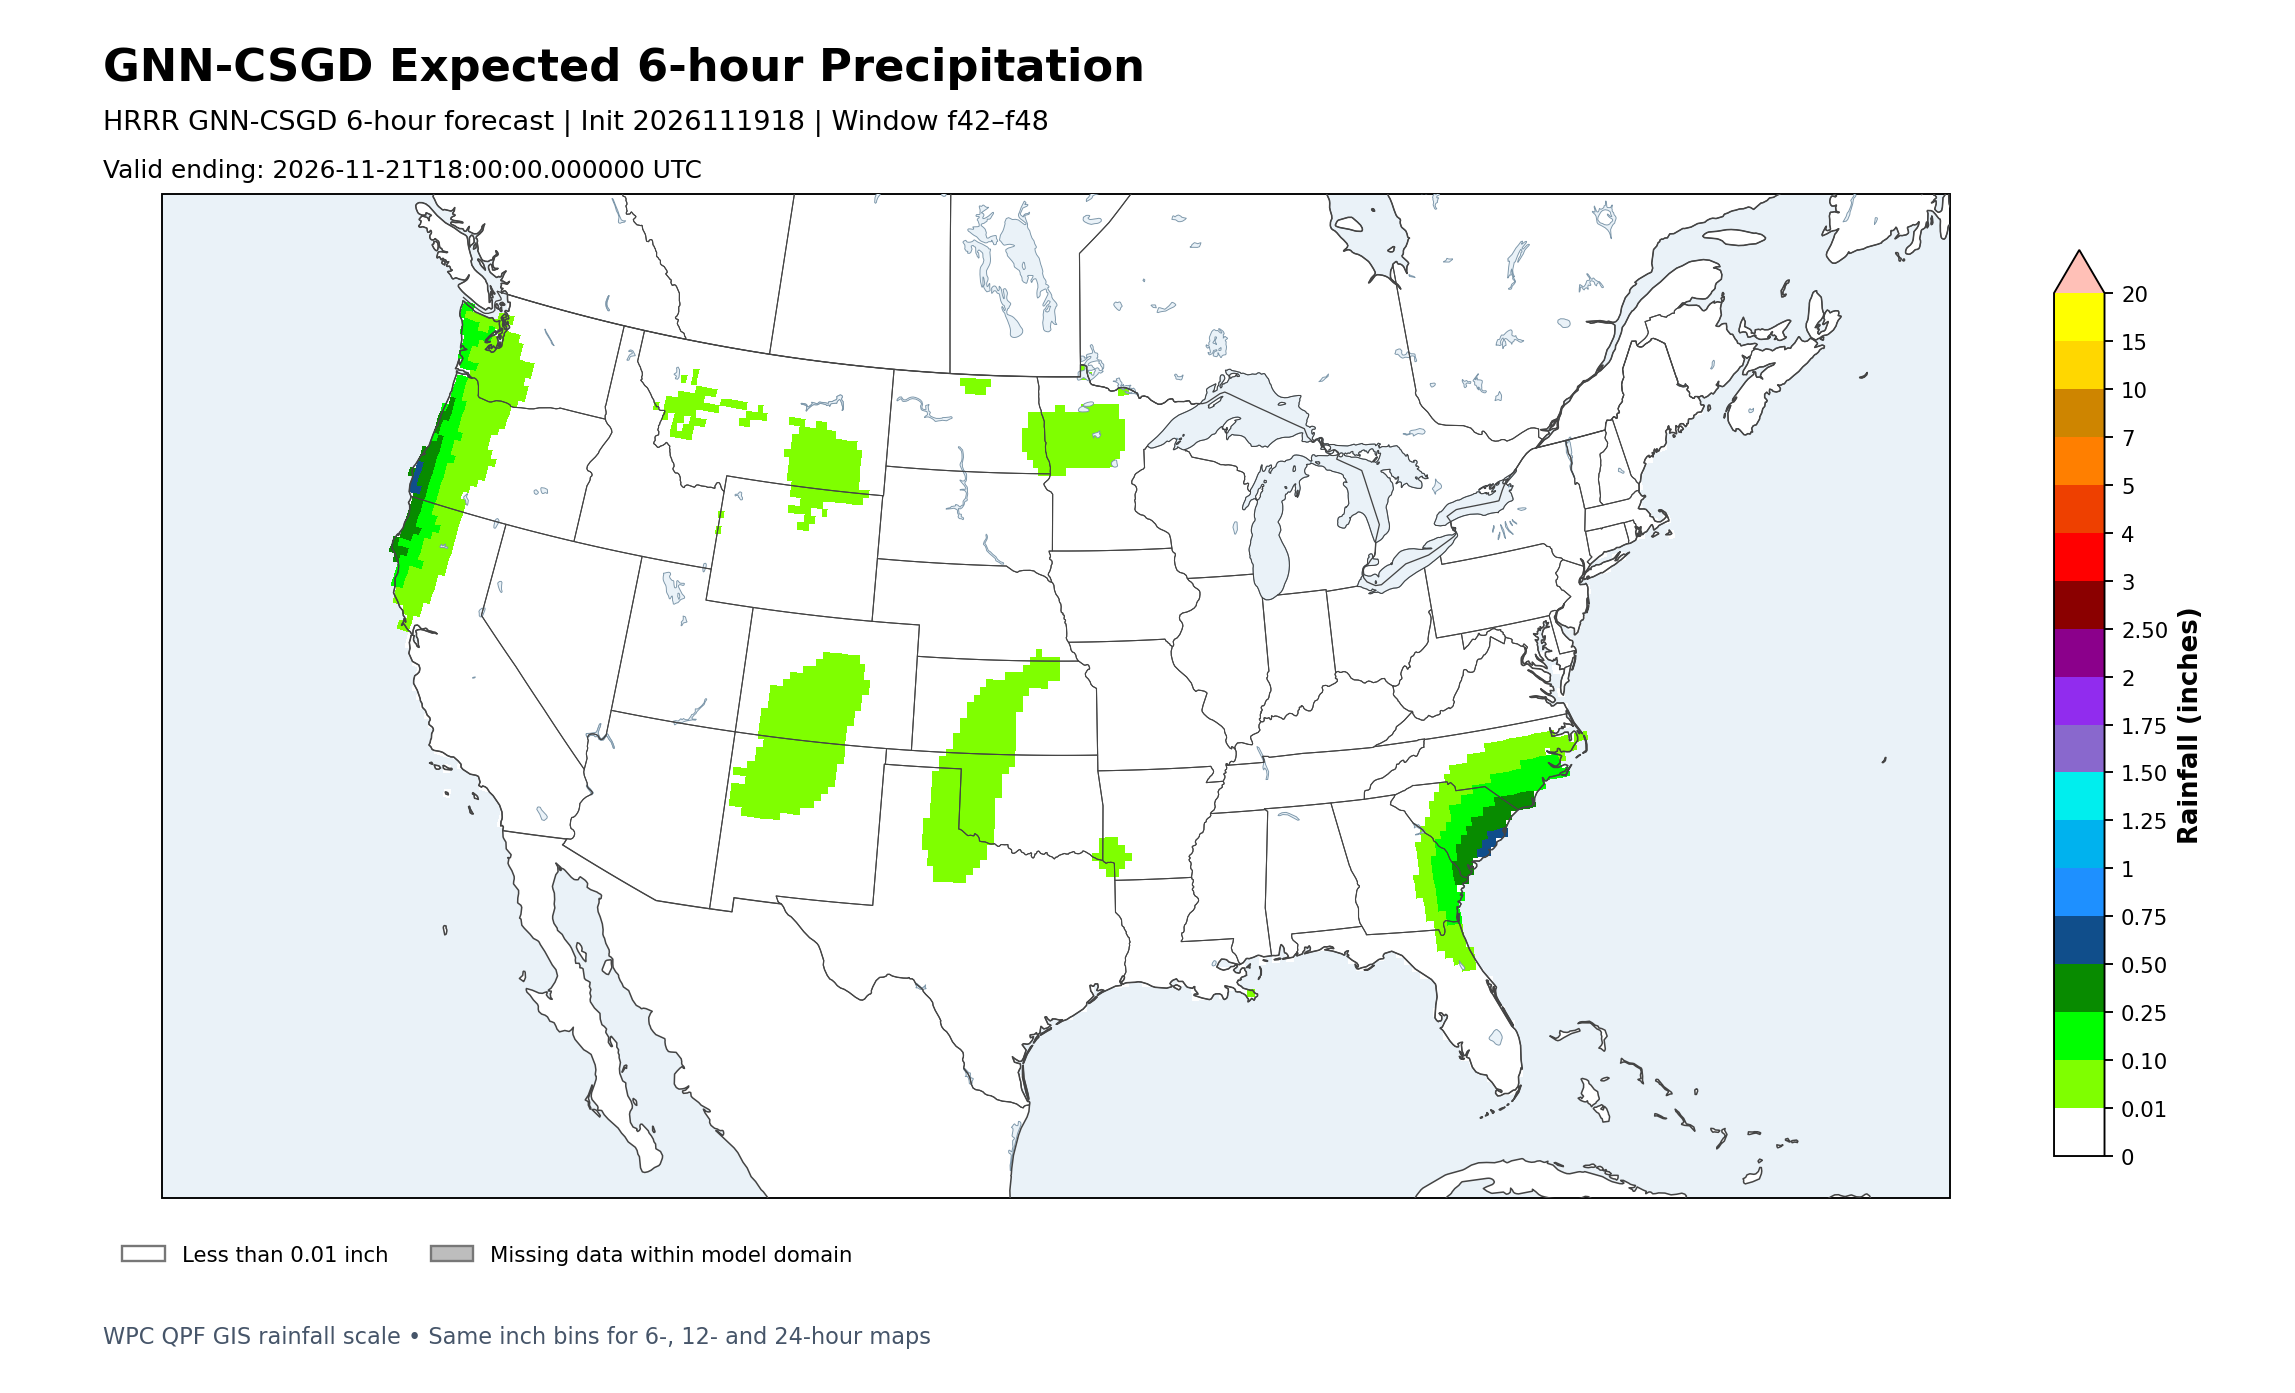 GNN-CSGD Expected 6-hour Precipitation
HRRR GNN-CSGD 6-hour forecast | Init 2026111918 | Window f42–f48
Valid ending: 2026-11-21T18:00:00.000000 UTC
20
15
10
7
5
4
3
2.50
2
1.75
1.50
1.25
1
0.75
0.50
0.25
0.10
0.01
0
Rainfall (inches)
Less than 0.01 inch
Missing data within model domain
WPC QPF GIS rainfall scale • Same inch bins for 6-, 12- and 24-hour maps